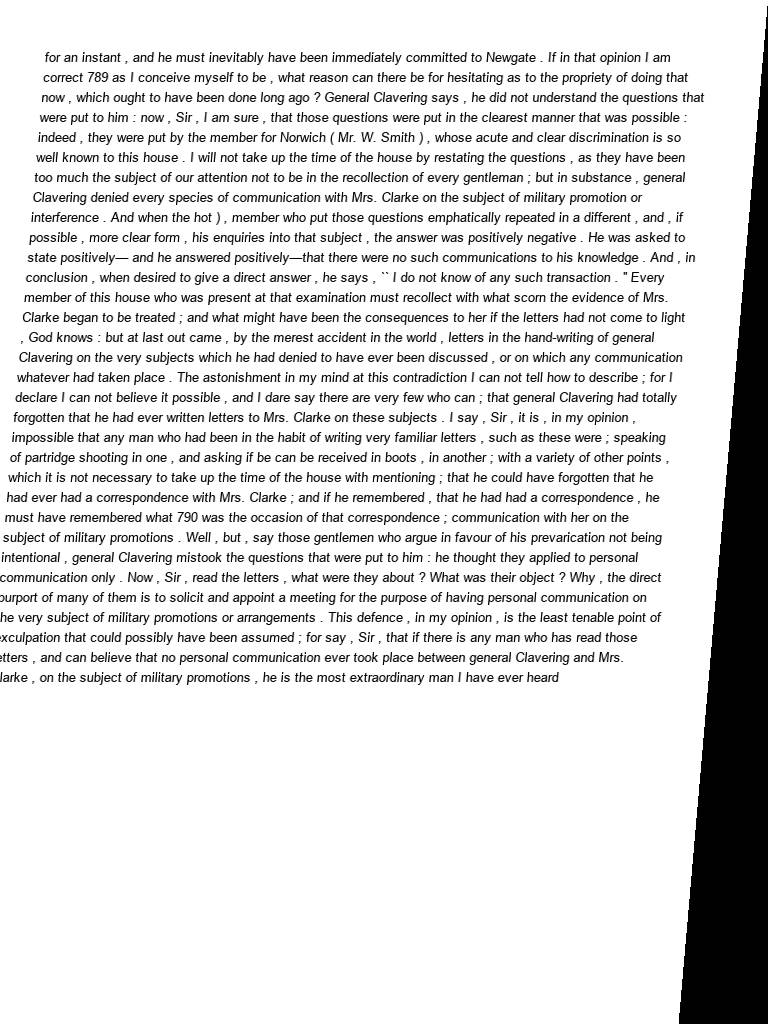 for an instant , and he must inevitably have been immediately committed to Newgate . If in that opinion I am
correct 789 as I conceive myself to be , what reason can there be for hesitating as to the propriety of doing that
now , which ought to have been done long ago ? General Clavering says , he did not understand the questions that
were put to him : now , Sir , I am sure , that those questions were put in the clearest manner that was possible :
indeed , they were put by the member for Norwich ( Mr. W. Smith ) , whose acute and clear discrimination is so
well known to this house . I will not take up the time of the house by restating the questions , as they have been
too much the subject of our attention not to be in the recollection of every gentleman ; but in substance , general
Clavering denied every species of communication with Mrs. Clarke on the subject of military promotion or
interference . And when the hot ) , member who put those questions emphatically repeated in a different , and , if
possible , more clear form , his enquiries into that subject , the answer was positively negative . He was asked to
state positively— and he answered positively—that there were no such communications to his knowledge . And , in
conclusion , when desired to give a direct answer , he says , `` I do not know of any such transaction . " Every
member of this house who was present at that examination must recollect with what scorn the evidence of Mrs.
Clarke began to be treated ; and what might have been the consequences to her if the letters had not come to light
, God knows : but at last out came , by the merest accident in the world , letters in the hand-writing of general
Clavering on the very subjects which he had denied to have ever been discussed , or on which any communication
whatever had taken place . The astonishment in my mind at this contradiction I can not tell how to describe ; for I
declare I can not believe it possible , and I dare say there are very few who can ; that general Clavering had totally
forgotten that he had ever written letters to Mrs. Clarke on these subjects . I say , Sir , it is , in my opinion ,
impossible that any man who had been in the habit of writing very familiar letters , such as these were ; speaking
of partridge shooting in one , and asking if be can be received in boots , in another ; with a variety of other points ,
which it is not necessary to take up the time of the house with mentioning ; that he could have forgotten that he
had ever had a correspondence with Mrs. Clarke ; and if he remembered , that he had had a correspondence , he
must have remembered what 790 was the occasion of that correspondence ; communication with her on the
subject of military promotions . Well , but , say those gentlemen who argue in favour of his prevarication not being
intentional , general Clavering mistook the questions that were put to him : he thought they applied to personal
communication only . Now , Sir , read the letters , what were they about ? What was their object ? Why , the direct
purport of many of them is to solicit and appoint a meeting for the purpose of having personal communication on
he very subject of military promotions or arrangements . This defence , in my opinion , is the least tenable point of
exculpation that could possibly have been assumed ; for say , Sir , that if there is any man who has read those
etters , and can believe that no personal communication ever took place between general Clavering and Mrs.
larke , on the subject of military promotions , he is the most extraordinary man I have ever heard